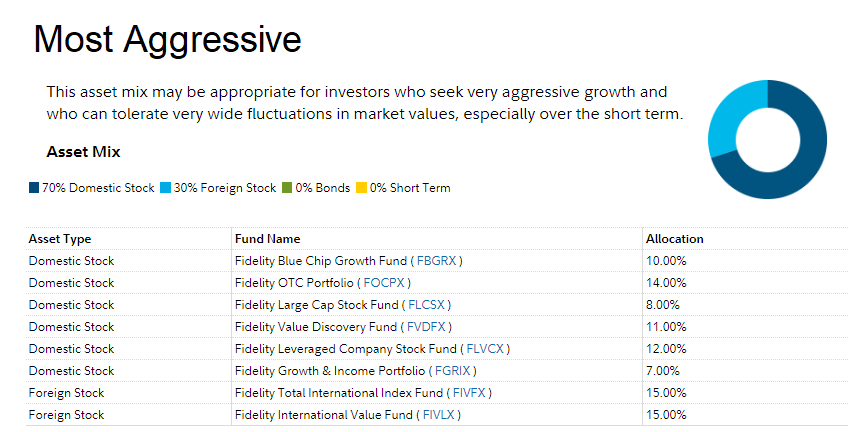 Most Aggressive
This asset mix may be appropriate for investors who seek very aggressive growth and
who can tolerate very wide fluctuations in market values, especially over the short term.
Asset Mix
70% Domestic Stock 30% Foreign Stock 0% Bonds 0% Short Term
Asset Type Fund Name Allocation
Domestic Stock Fidelity Blue Chip Growth Fund ( FBGRX ) 10.00%
Domestic Stock Fidelity OTC Portfolio ( FOCPX ) 14.00%
Domestic Stock Fidelity Large Cap Stock Fund ( FLCSX ) 8.00%
Domestic Stock Fidelity Value Discovery Fund ( FVDFX ) 11.00%
Domestic Stock Fidelity Leveraged Company Stock Fund ( FLVCX ) 12.00%
Domestic Stock Fidelity Growth & Income Portfolio ( FGRIX ) 7.00%
Foreign Stock Fidelity Total International Index Fund ( FIVFX ) 15.00%
Foreign Stock Fidelity International Value Fund ( FIVLX ) 15.00%